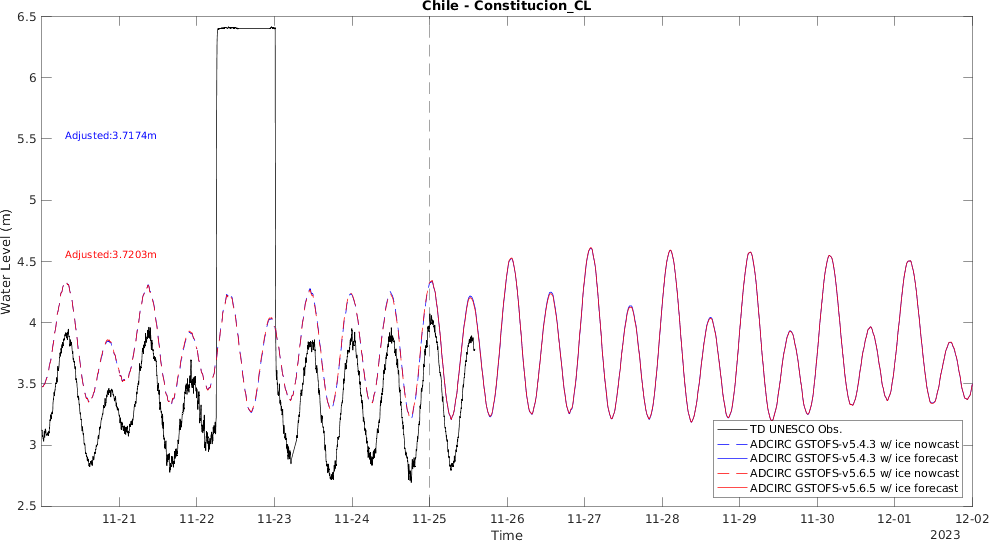 Chile - Constitucion_CL
6.5
6
5.5
5
4.5
4
3.5
3
2.5
Water Level (m)
Adjusted:3.7174m
Adjusted:3.7203m
TD UNESCO Obs.
ADCIRC GSTOFS-v5.4.3 w/ ice nowcast
ADCIRC GSTOFS-v5.4.3 w/ ice forecast
ADCIRC GSTOFS-v5.6.5 w/ ice nowcast
ADCIRC GSTOFS-v5.6.5 w/ ice forecast
11-21 11-22 11-23 11-24 11-25 11-26 11-27 11-28 11-29 11-30 12-01 12-02
Time
2023